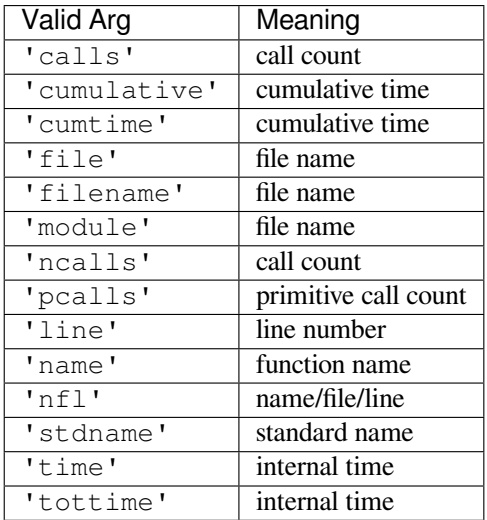 Valid Arg Meaning
'calls' call count
'cumulative' cumulative time
'cumtime' cumulative time
'file' file name
'filename' file name
'module' file name
'ncalls' call count
'pcalls' primitive call count
'line' line number
'name' function name
'nfl' name/file/line
'stdname' standard name
'time' internal time
'tottime' internal time